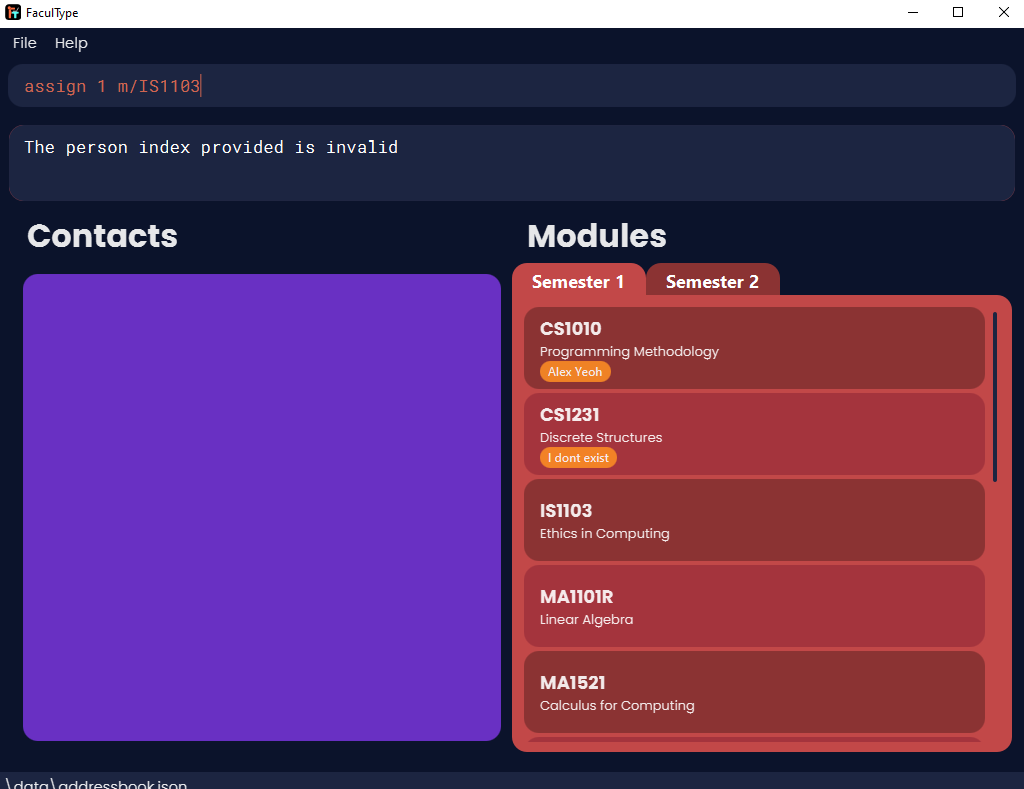 FaculType
File Help
assign 1 m/IS1103
The person index provided is invalid
Contacts
Modules
Semester 1 Semester 2
CS1010
Programming Methodology
Alex Yeoh
CS1231
Discrete Structures
I dont exist
IS1103
Ethics in Computing
MA1101R
Linear Algebra
MA1521
Calculus for Computing
\data\addressbook.json